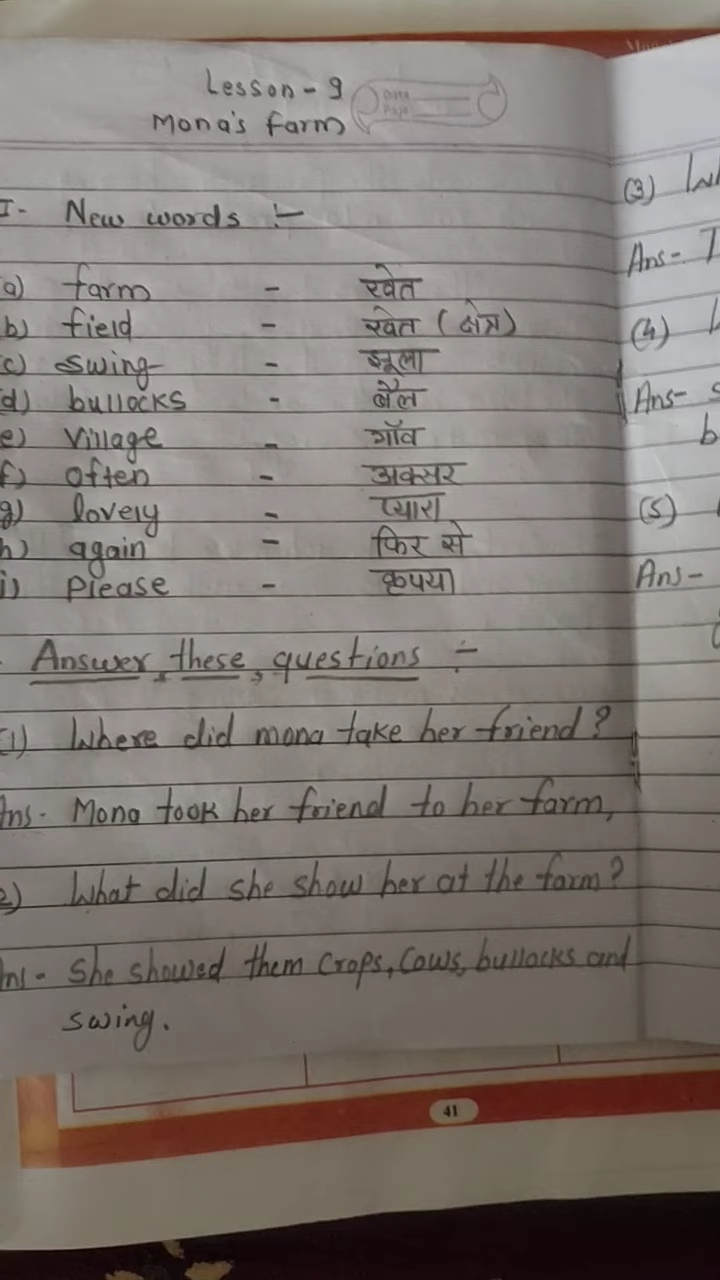 Lesson - 9
Date
Page
Mona's farm
I- New words :-
a) farm - खेत
b) field - खेत (क्षेत्र)
c) swing - झूला
d) bullocks - बैल
e) village - गाँव
f) often - अक्सर
g) lovely - प्यारा
h) again - फिर से
i) please - कृपया
Answer, these, questions :-
(1) Where did mona take her friend?
Ans- Mona took her friend to her farm,
2) What did she show her at the farm?
Ans- She showed them crops, cows, bullocks and
swing.
(3)
Ans-
(4)
Ans-
b
(5)
Ans-
41